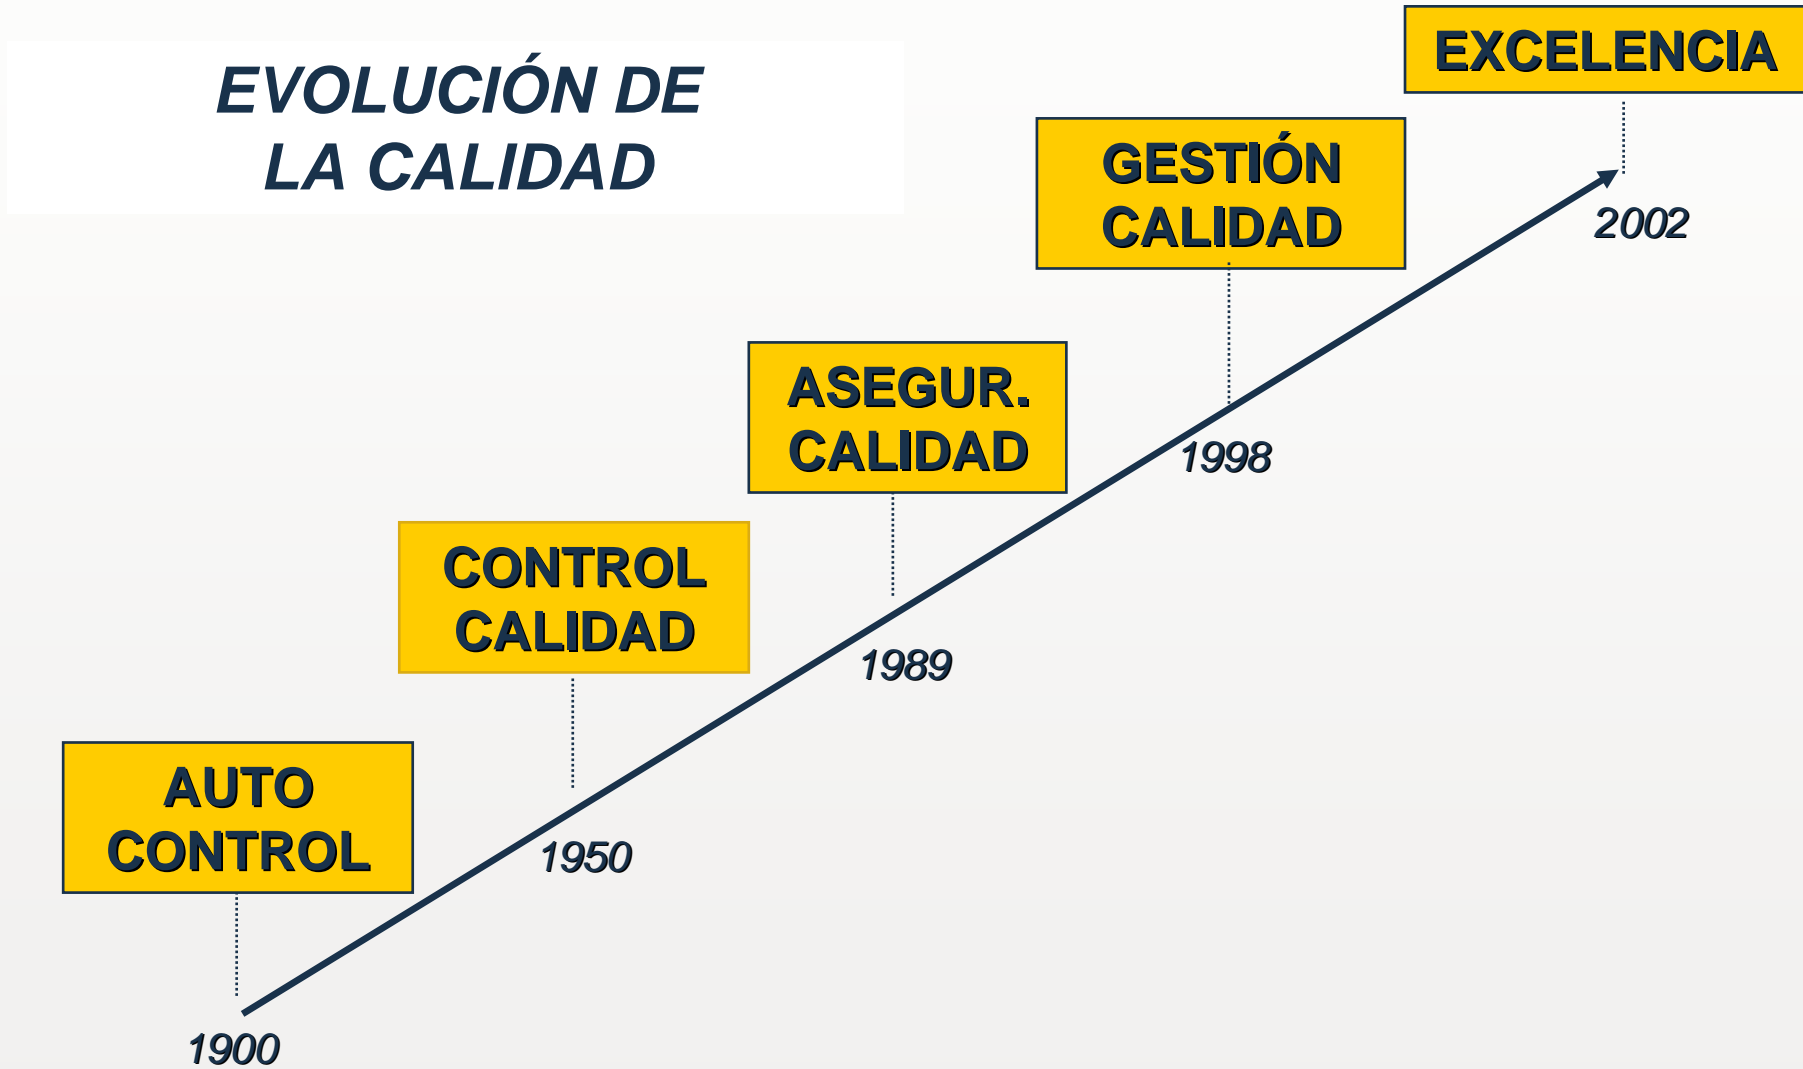 EVOLUCIÓN DE
LA CALIDAD
EXCELENCIA
2002
GESTIÓN
CALIDAD
1998
ASEGUR.
CALIDAD
1989
CONTROL
CALIDAD
1950
AUTO
CONTROL
1900